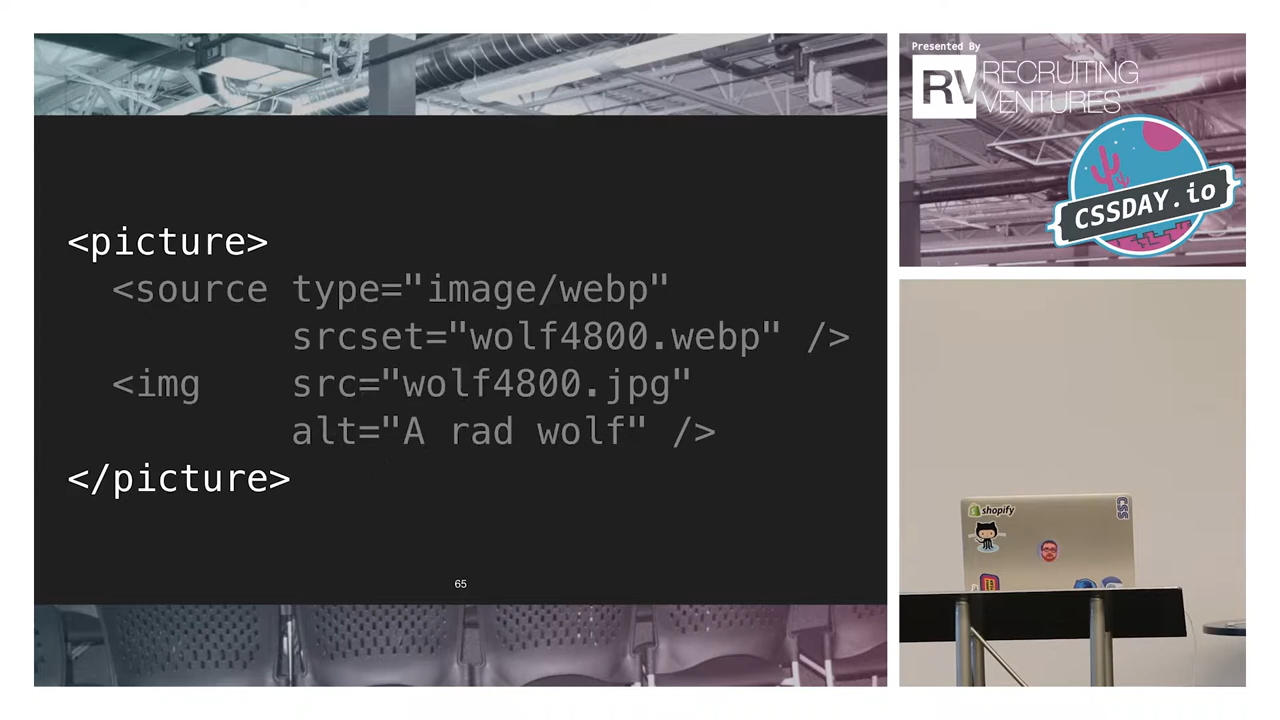 <picture>
<source type="image/webp"
srcset="wolf4800.webp" />
<img src="wolf4800.jpg"
alt="A rad wolf" />
</picture>
65
Presented By
RV RECRUITING
VENTURES
{CSSDAY.io}
shopify
CSS